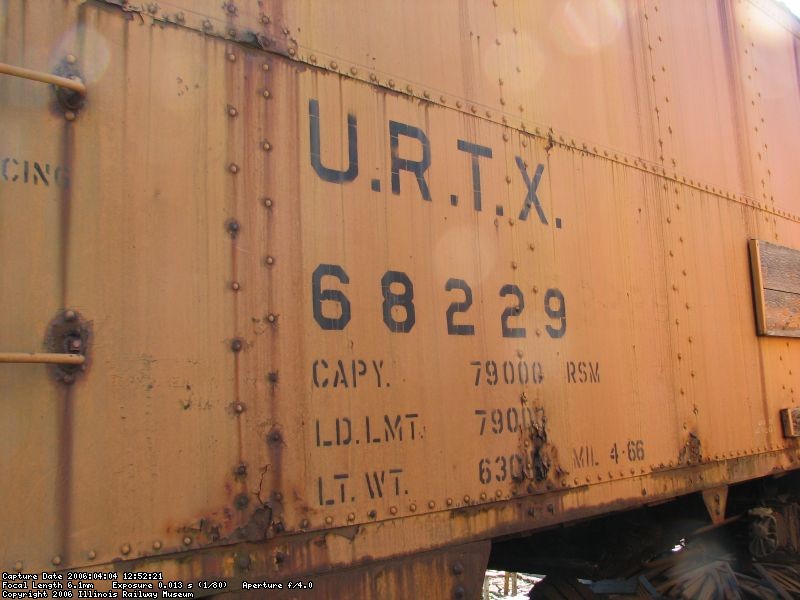 U.R.T.X.
68229
CAPY. 79000 RSM
LD.LMT. 79000
LT. WT. MIL 4-66
Capture Date 2006:04:04 12:52:21
Focal Length 6.1mm Exposure 0.013 s (1/80) Aperture f/4.0
Copyright 2006 Illinois Railway Museum